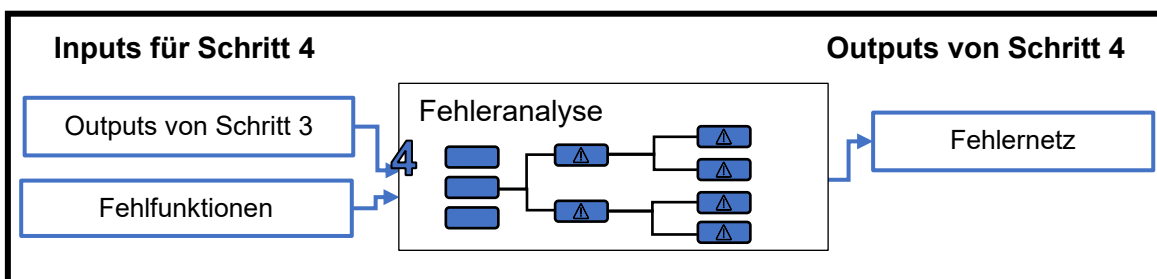 Inputs für Schritt 4
Outputs von Schritt 4
Outputs von Schritt 3
Fehlfunktionen
4
Fehleranalyse
Fehlernetz